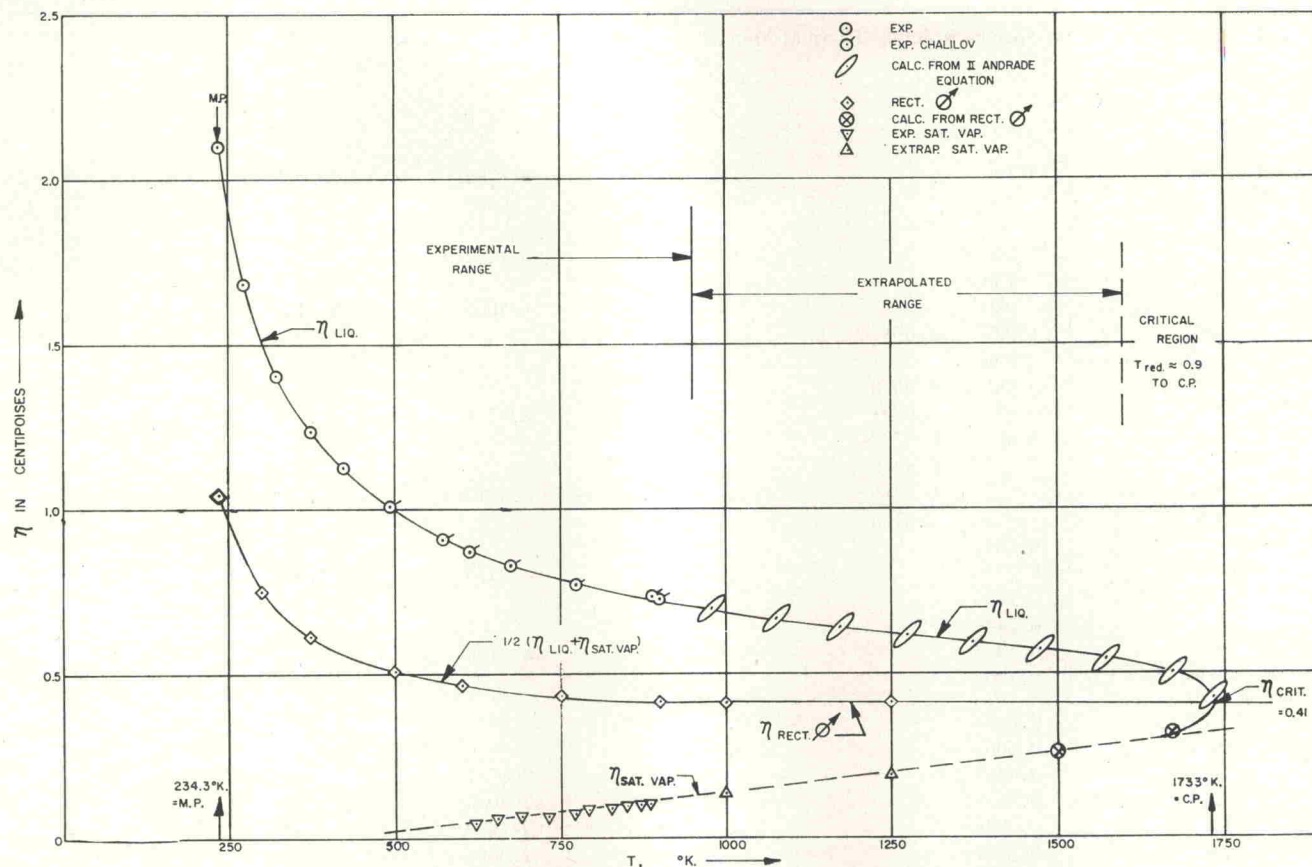 2.5
2.0
1.5
1.0
0.5
0
η IN CENTIPOISES
EXP.
EXP. CHALILOV
CALC. FROM II ANDRADE
EQUATION
RECT.
CALC. FROM RECT.
EXP. SAT. VAP.
EXTRAP. SAT. VAP.
M.P.
EXPERIMENTAL
RANGE
EXTRAPOLATED
RANGE
CRITICAL
REGION
T red. ≈ 0.9
TO C.P.
η LIQ.
1/2 (η LIQ. + η SAT. VAP.)
η LIQ.
η CRIT.
=0.41
η RECT.
η SAT. VAP.
234.3°K.
=M.P.
1733°K.
= C.P.
250
500
750
1000
1250
1500
1750
T, °K.